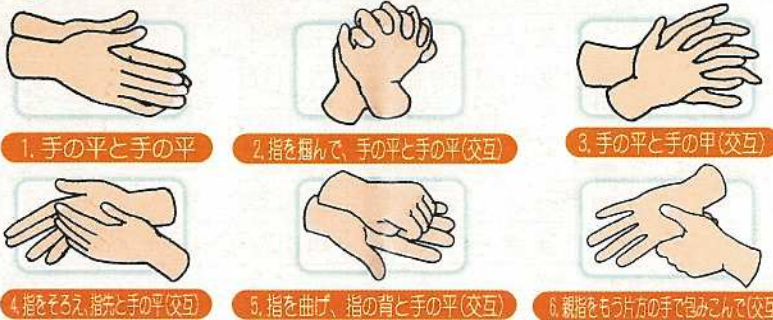 1. 手の平と手の平
2. 指を掴んで、手の平と手の平(交互)
3. 手の平と手の甲(交互)
4. 指をそろえ、指先と手の平(交互)
5. 指を曲げ、指の背と手の平(交互)
6. 親指をもう片方の手で包みこんで(交互